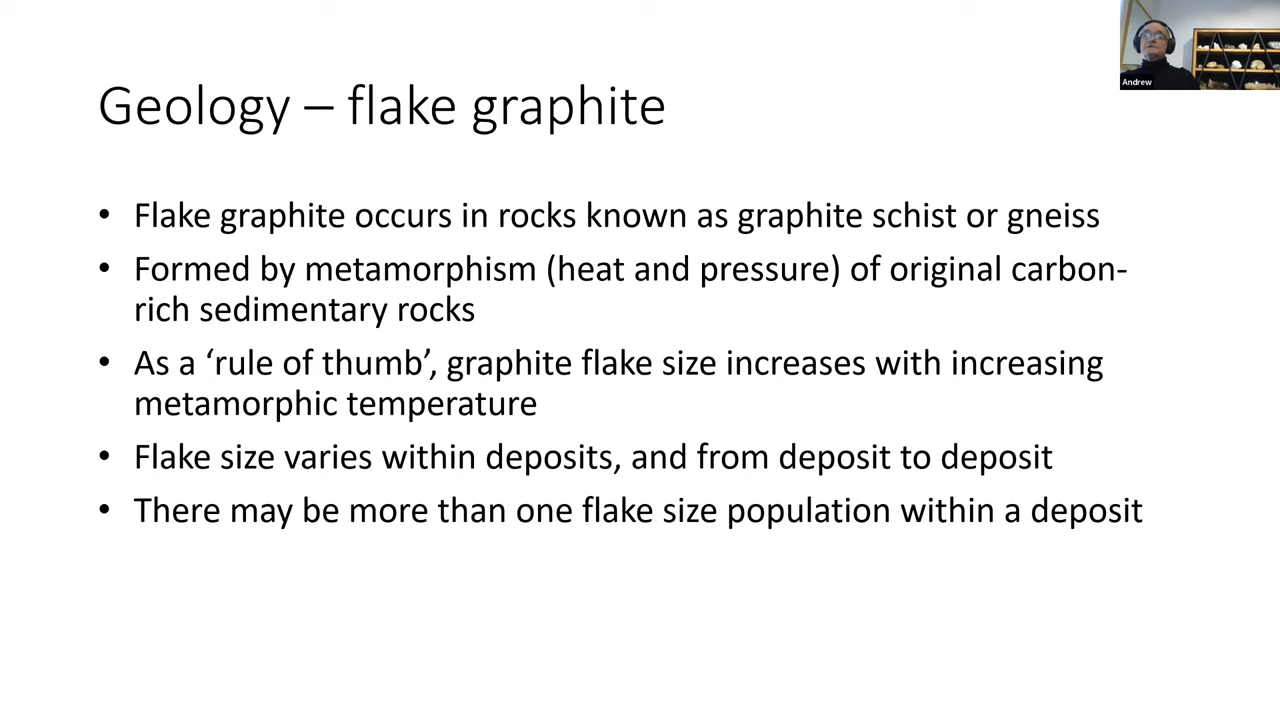 Andrew
Geology – flake graphite
• Flake graphite occurs in rocks known as graphite schist or gneiss
• Formed by metamorphism (heat and pressure) of original carbon-
rich sedimentary rocks
• As a ‘rule of thumb’, graphite flake size increases with increasing
metamorphic temperature
• Flake size varies within deposits, and from deposit to deposit
• There may be more than one flake size population within a deposit